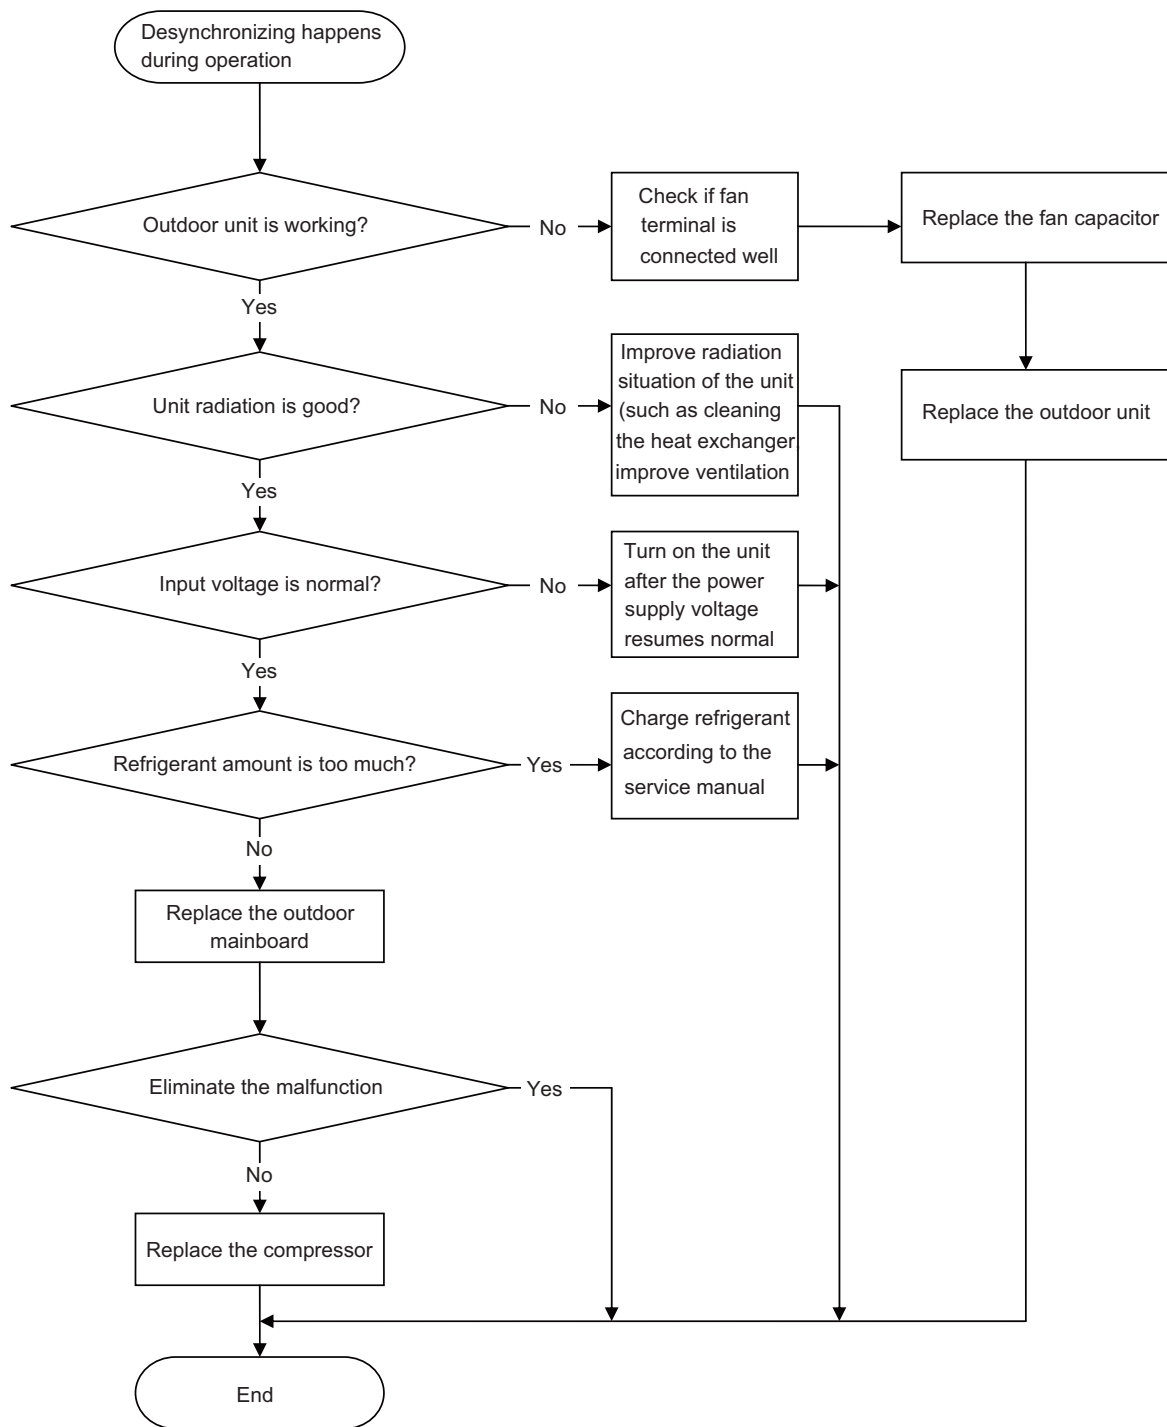 Desynchronizing happens
during operation
Outdoor unit is working?
No
Check if fan
terminal is
connected well
Replace the fan capacitor
Yes
Unit radiation is good?
No
Improve radiation
situation of the unit
(such as cleaning
the heat exchanger,
improve ventilation
Replace the outdoor unit
Yes
Input voltage is normal?
No
Turn on the unit
after the power
supply voltage
resumes normal
Yes
Refrigerant amount is too much?
Yes
Charge refrigerant
according to the
service manual
No
Replace the outdoor
mainboard
Eliminate the malfunction
Yes
No
Replace the compressor
End